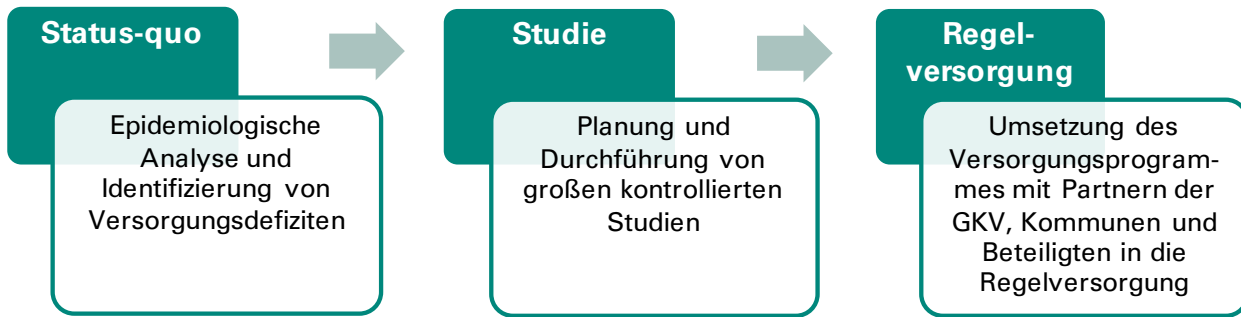 Status-quo
Epidemiologische
Analyse und
Identifizierung von
Versorgungsdefiziten
Studie
Planung und
Durchführung von
großen kontrollierten
Studien
Regel-
versorgung
Umsetzung des
Versorgungsprogram-
mes mit Partnern der
GKV, Kommunen und
Beteiligten in die
Regelversorgung